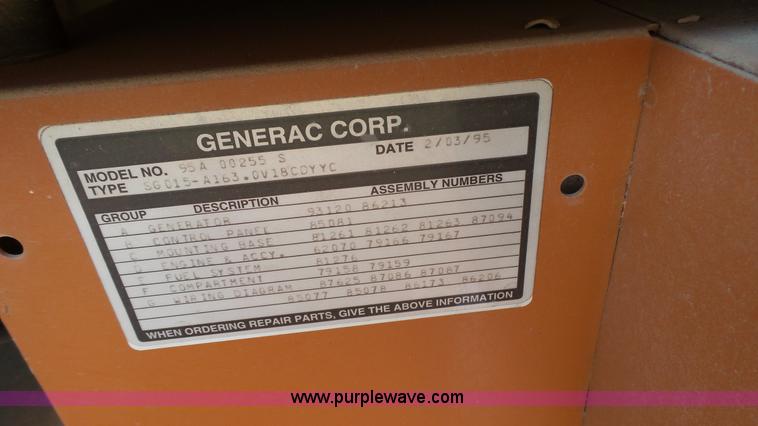 GENERAC CORP.
MODEL NO. 95A 00255 S DATE 2/03/95
TYPE SG015-A163.0V18CDYYC
GROUP DESCRIPTION ASSEMBLY NUMBERS
A GENERATOR 93120 86213
B CONTROL PANEL 85081
C MOUNTING BASE 81261 81262 81263 87094
D ENGINE & ACCY. 62070 79166 79167
E FUEL SYSTEM 81276
F COMPARTMENT 79158 79159
G WIRING DIAGRAM 87625 87086 87087
85077 85078 86173 86206
WHEN ORDERING REPAIR PARTS, GIVE THE ABOVE INFORMATION
www.purplewave.com